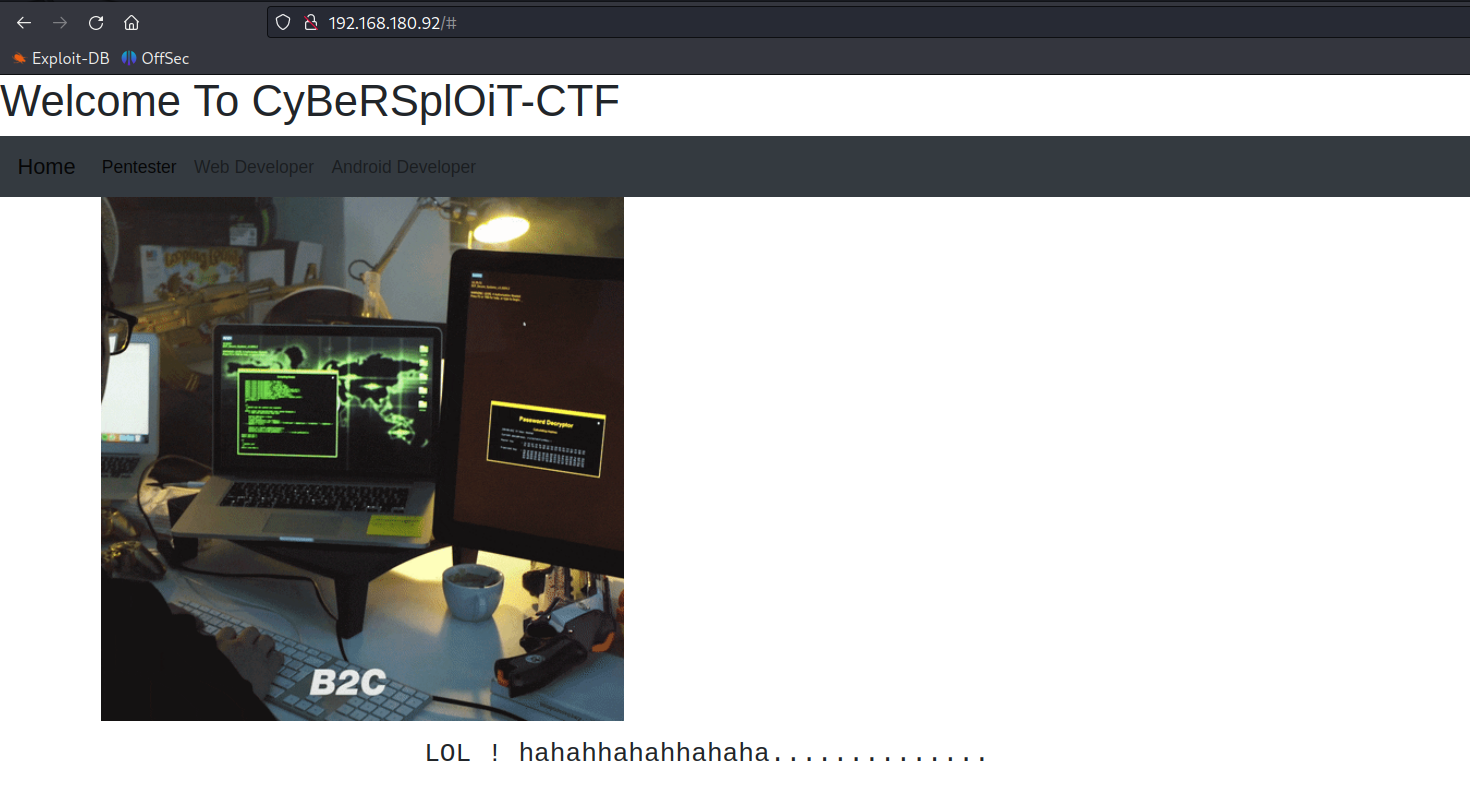 192.168.180.92/#
Exploit-DB OffSec
Welcome To CyBeRSplOiT-CTF
Home Pentester Web Developer Android Developer
Password Decryptor
B2C
LOL ! hahahhahahhahaha..............